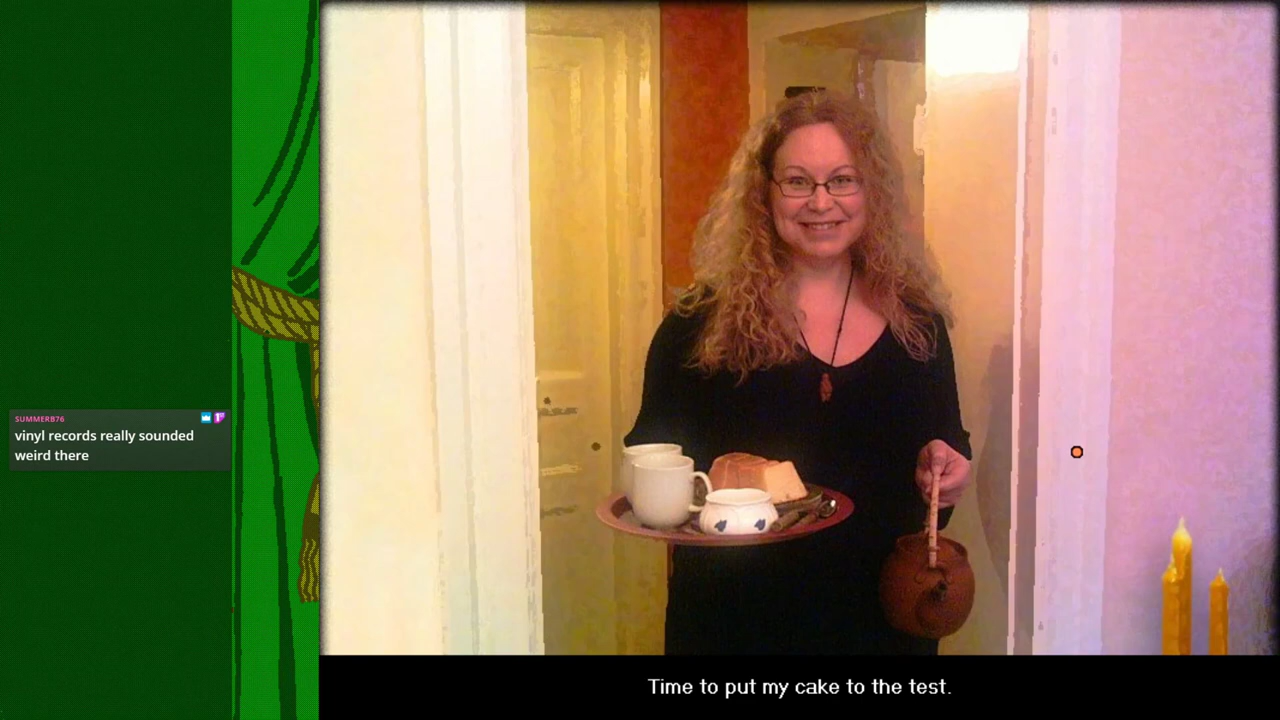 SUMMERB76
vinyl records really sounded
weird there
Time to put my cake to the test.